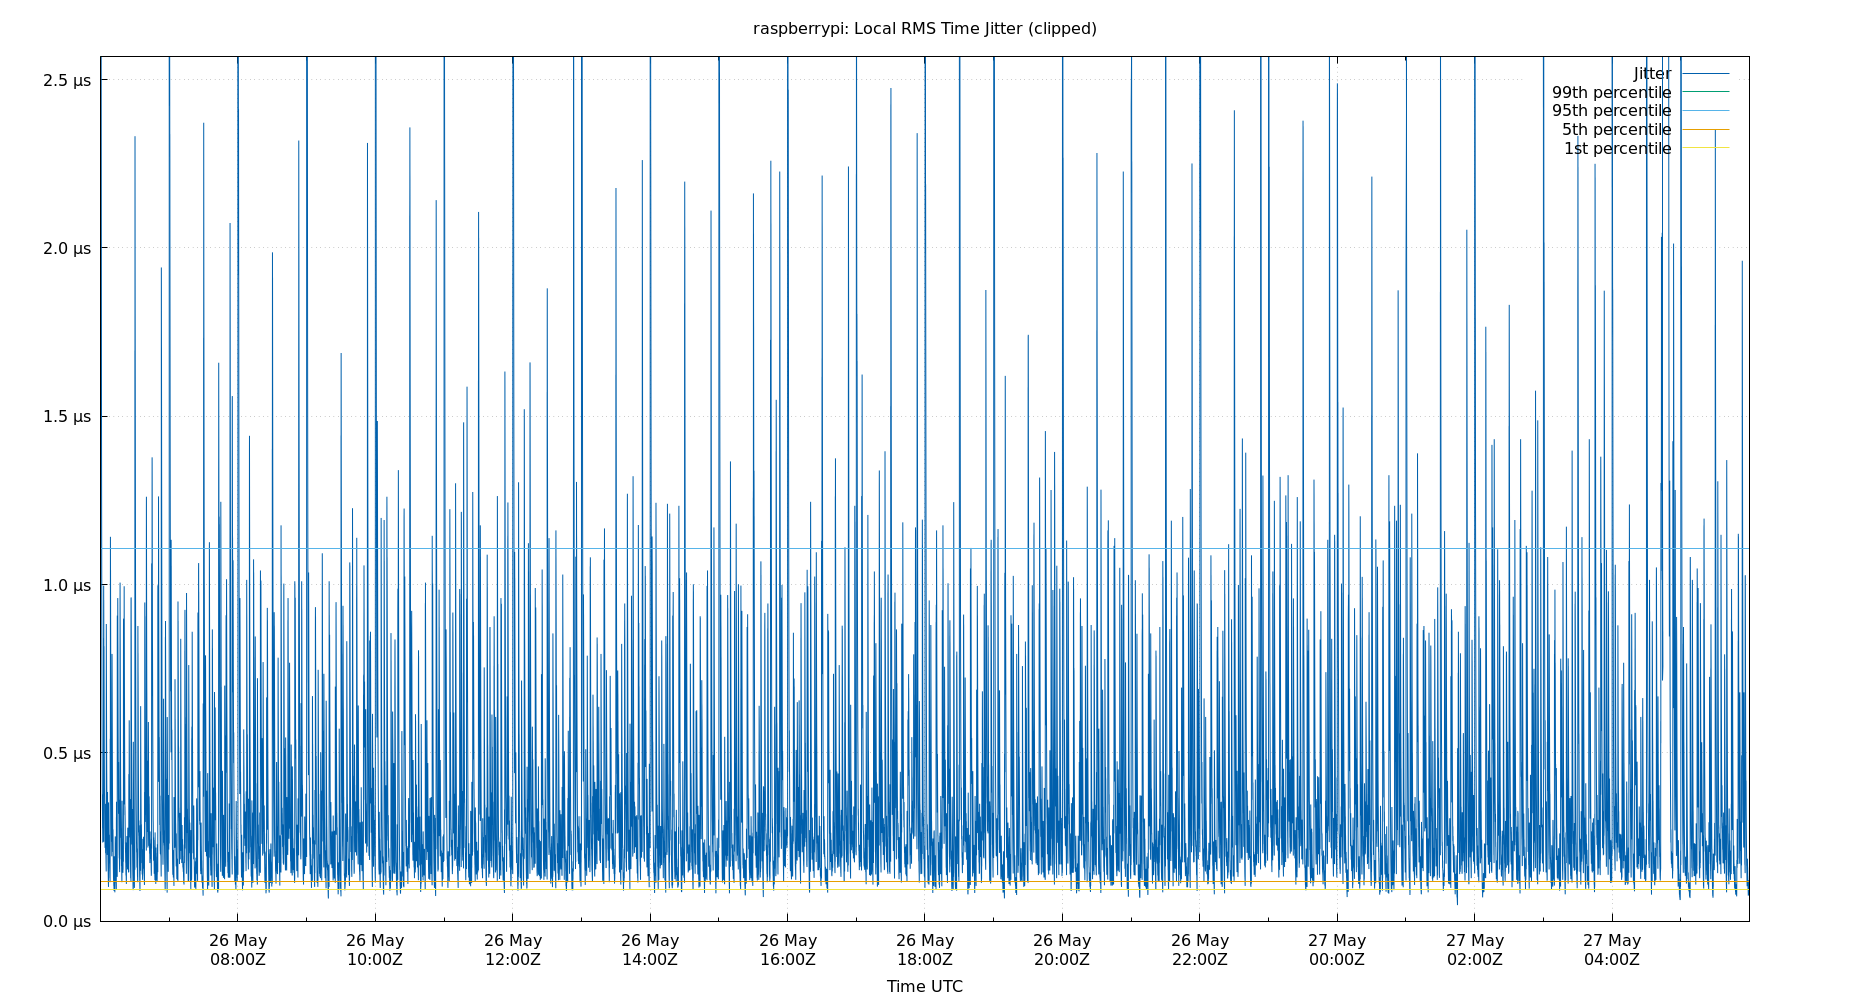 raspberrypi: Local RMS Time Jitter (clipped)
2.5 µs
2.0 µs
1.5 µs
1.0 µs
0.5 µs
0.0 µs
Jitter
99th percentile
95th percentile
5th percentile
1st percentile
26 May 26 May 26 May 26 May 26 May 26 May 26 May 26 May 27 May 27 May 27 May
08:00Z 10:00Z 12:00Z 14:00Z 16:00Z 18:00Z 20:00Z 22:00Z 00:00Z 02:00Z 04:00Z
Time UTC